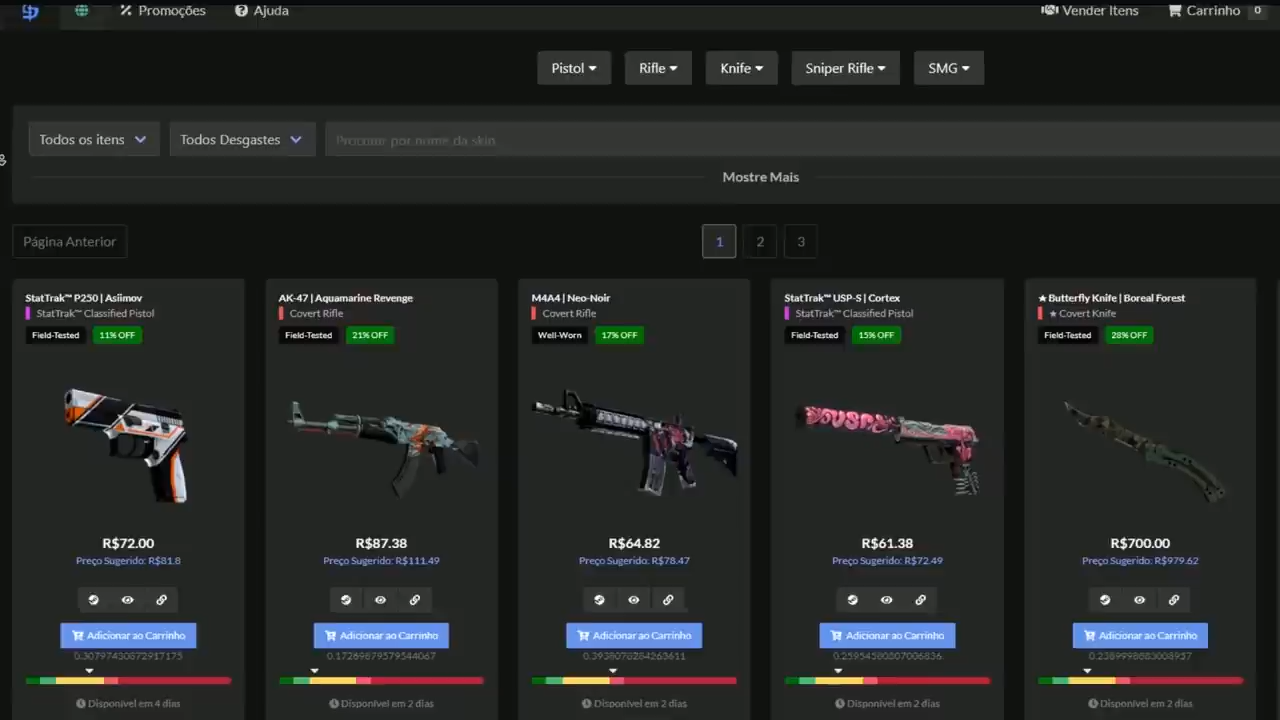 Promoções
Ajuda
Vender Itens
Carrinho
0
Pistol
Rifle
Knife
Sniper Rifle
SMG
Todos os itens
Todos Desgastes
Procure por nome da skin
Mostre Mais
Página Anterior
1
2
3
StatTrak™ P250 | Asiimov
StatTrak™ Classified Pistol
Field-Tested
11% OFF
R$72.00
Preço Sugerido: R$81.8
Adicionar ao Carrinho
Disponível em 4 dias
AK-47 | Aquamarine Revenge
Covert Rifle
Field-Tested
21% OFF
R$87.38
Preço Sugerido: R$111.49
Adicionar ao Carrinho
Disponível em 2 dias
M4A4 | Neo-Noir
Covert Rifle
Well-Worn
17% OFF
R$64.82
Preço Sugerido: R$78.47
Adicionar ao Carrinho
Disponível em 2 dias
StatTrak™ USP-S | Cortex
StatTrak™ Classified Pistol
Field-Tested
15% OFF
R$61.38
Preço Sugerido: R$72.49
Adicionar ao Carrinho
Disponível em 2 dias
★ Butterfly Knife | Boreal Forest
★ Covert Knife
Field-Tested
28% OFF
R$700.00
Preço Sugerido: R$979.62
Adicionar ao Carrinho
Disponível em 2 dias